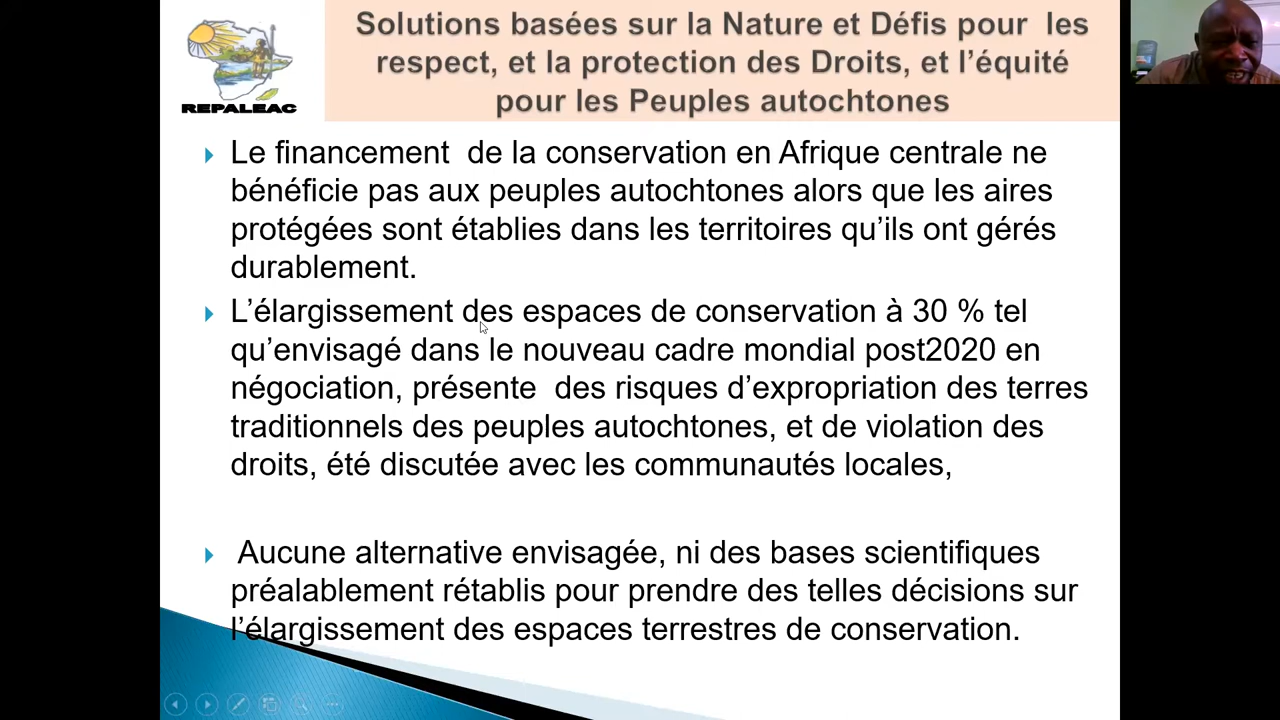 Solutions basées sur la Nature et Défis pour les
respect, et la protection des Droits, et l'équité
pour les Peuples autochtones
REPALEAC
Le financement de la conservation en Afrique centrale ne
bénéficie pas aux peuples autochtones alors que les aires
protégées sont établies dans les territoires qu'ils ont gérés
durablement.
L'élargissement des espaces de conservation à 30 % tel
qu'envisagé dans le nouveau cadre mondial post2020 en
négociation, présente des risques d'expropriation des terres
traditionnels des peuples autochtones, et de violation des
droits, été discutée avec les communautés locales,
Aucune alternative envisagée, ni des bases scientifiques
préalablement rétablis pour prendre des telles décisions sur
l'élargissement des espaces terrestres de conservation.